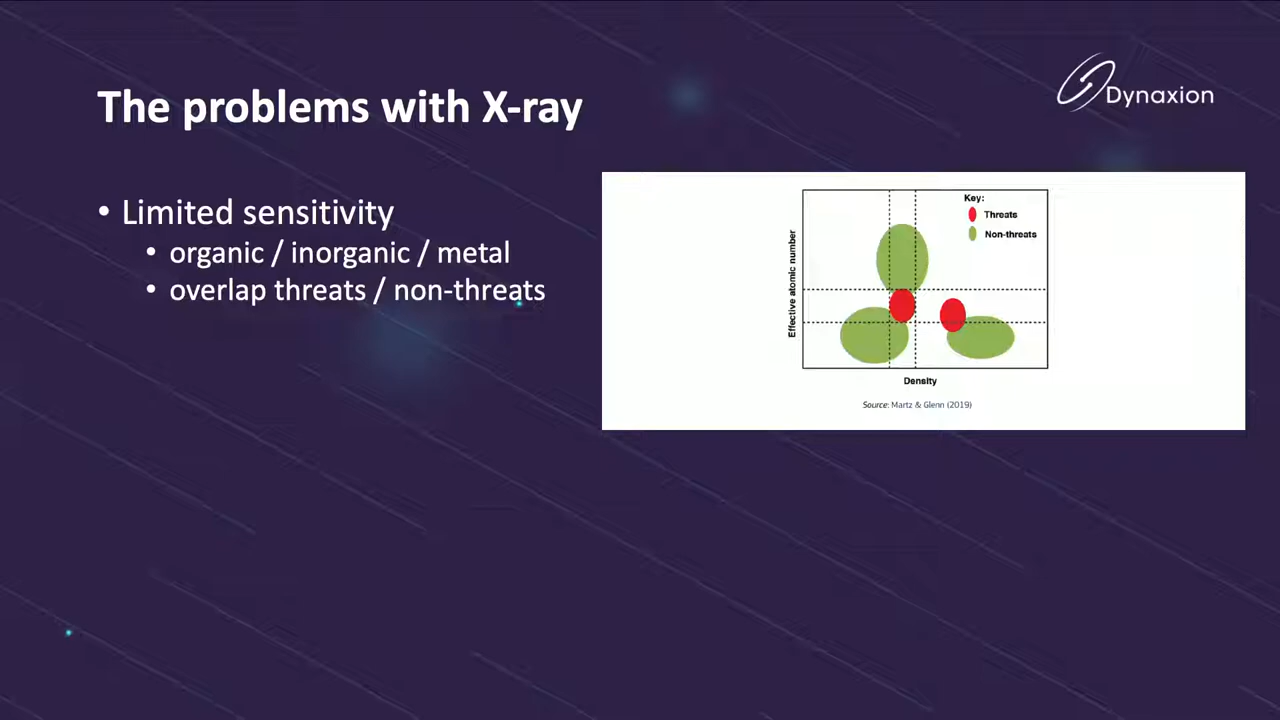 The problems with X-ray
Dynaxion
• Limited sensitivity
• organic / inorganic / metal
• overlap threats / non-threats
Key:
Threats
Non-threats
Effective atomic number
Density
Source: Martz & Glenn (2019)